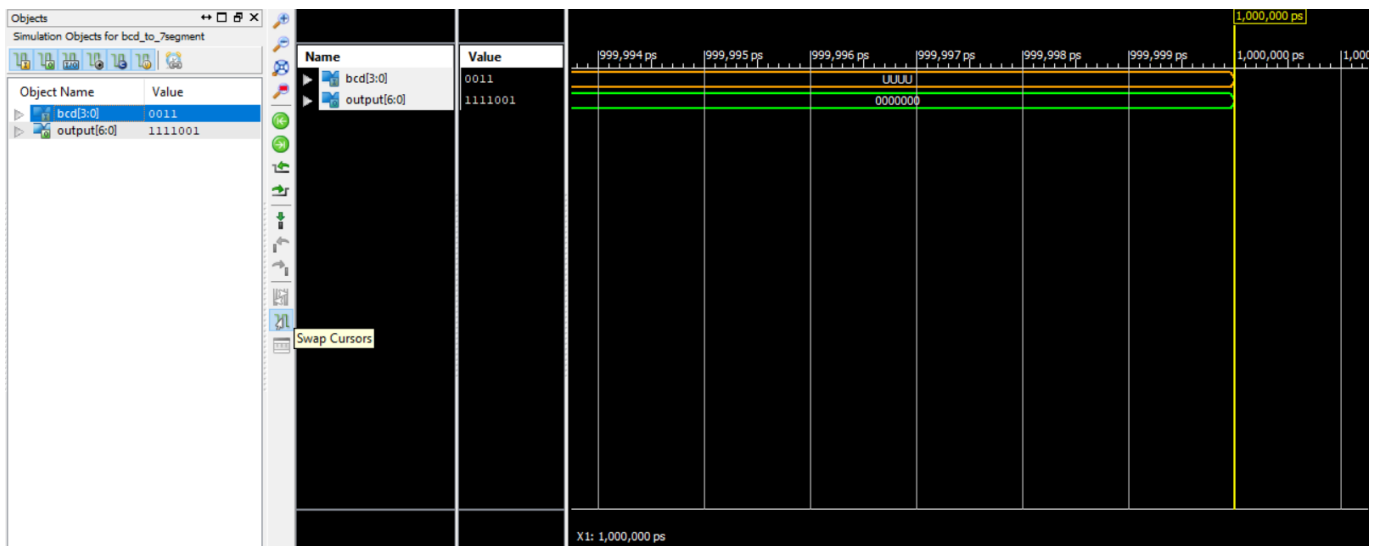 Objects
Simulation Objects for bcd_to_7segment
Object Name Value
bcd[3:0] 0011
output[6:0] 1111001
Swap Cursors
Name Value
bcd[3:0] 0011
output[6:0] 1111001
1,000,000 ps
999,994 ps 999,995 ps 999,996 ps 999,997 ps 999,998 ps 999,999 ps 1,000,000 ps 1,000
UUUU
0000000
X1: 1,000,000 ps